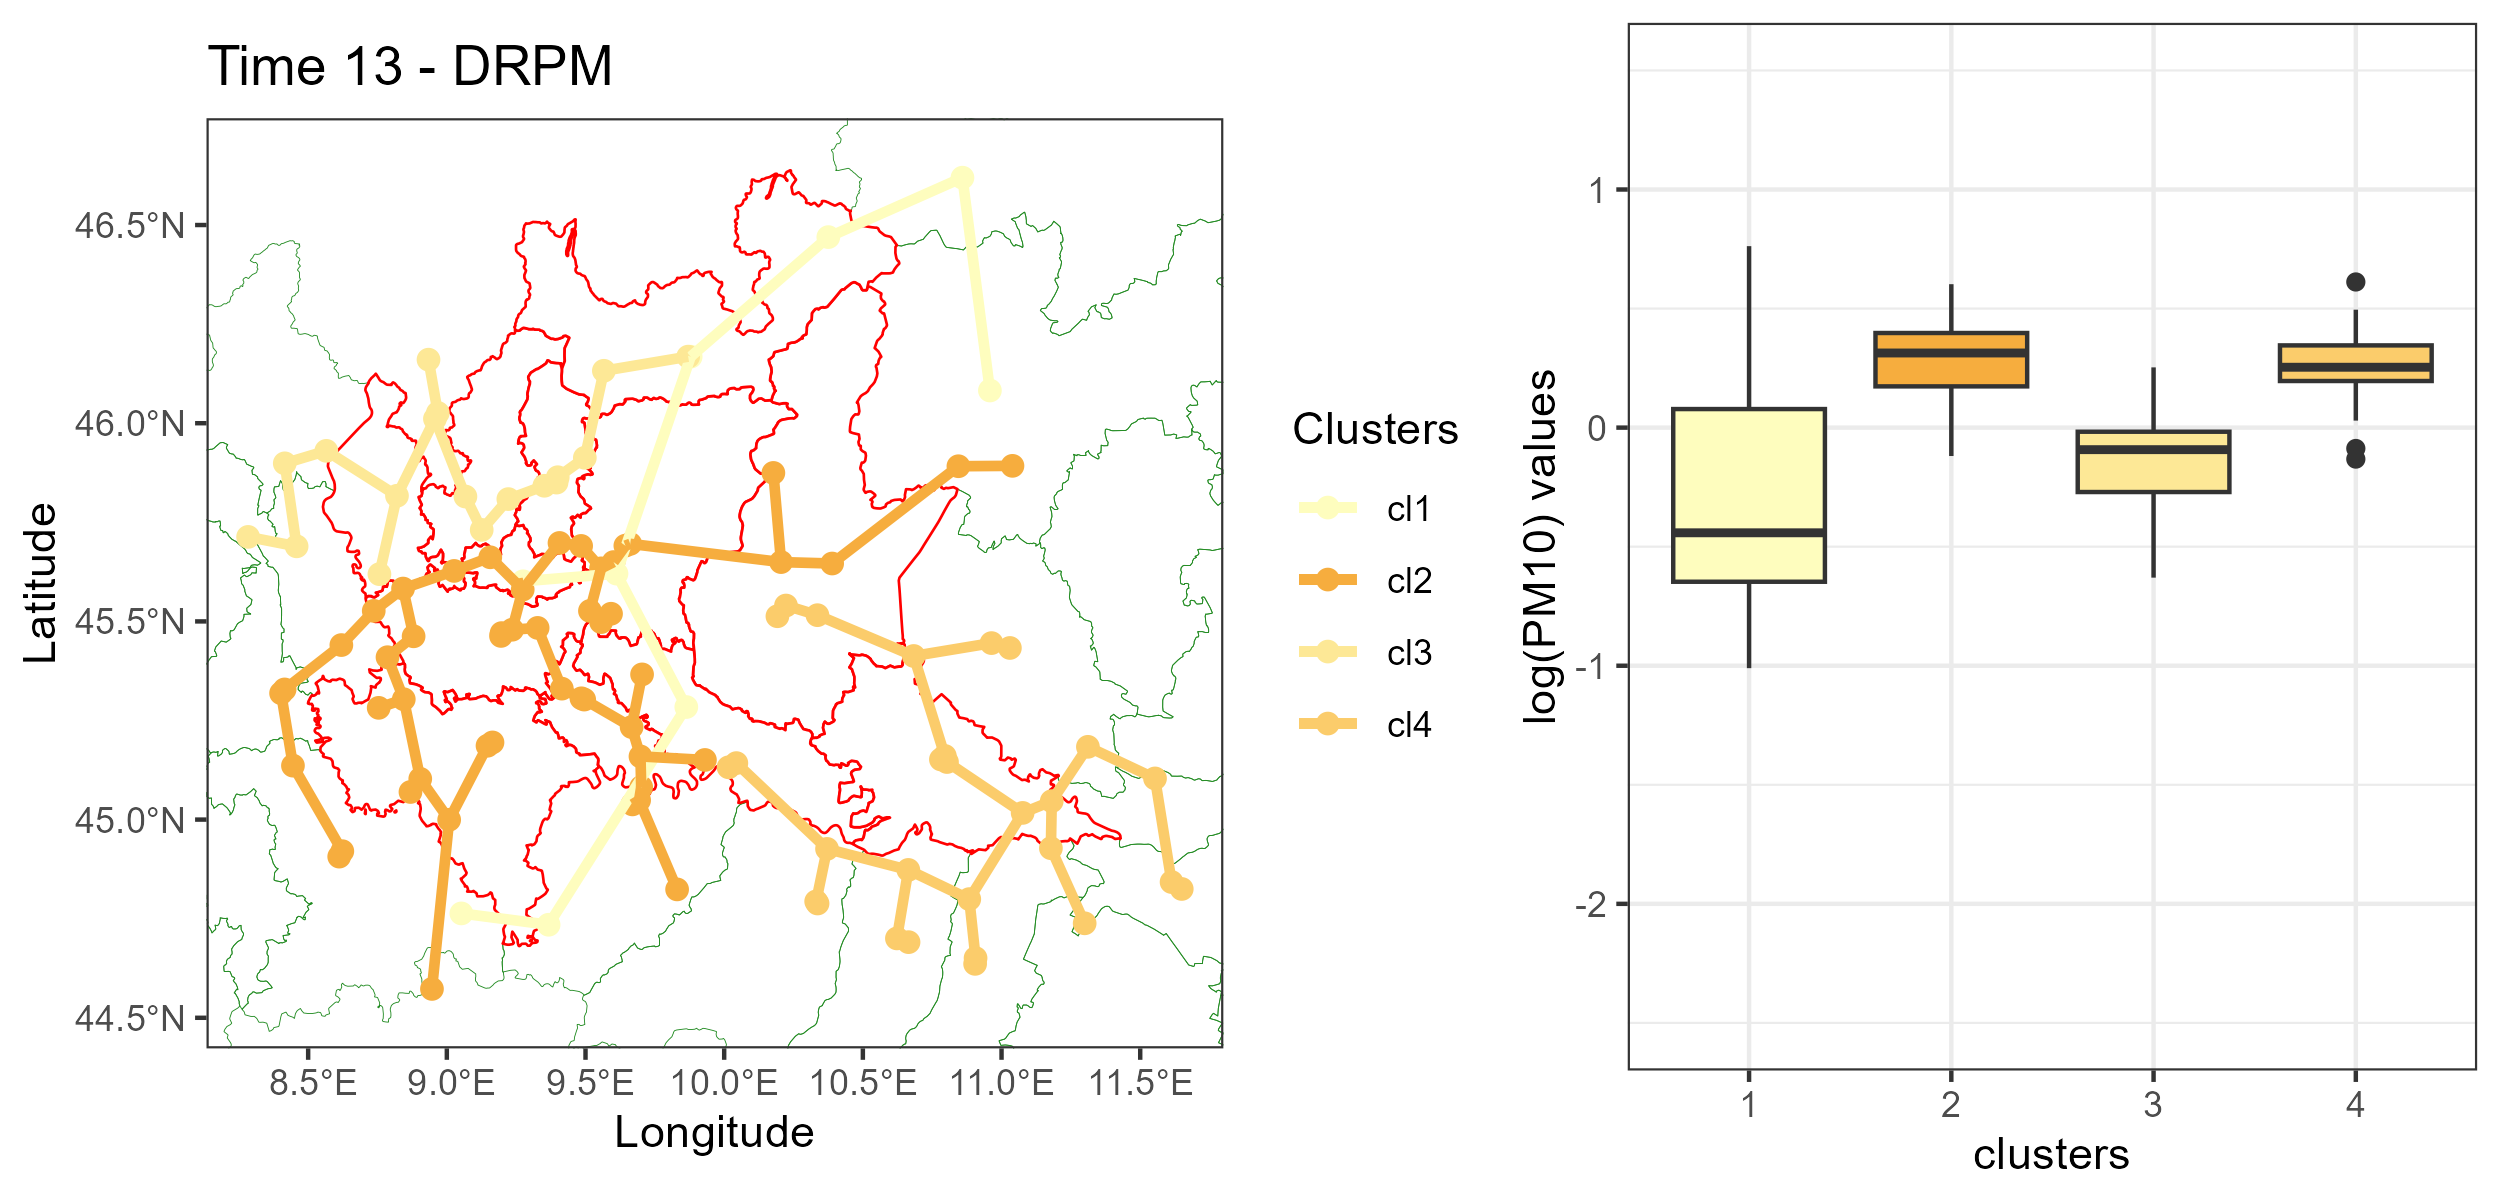 Time 13 - DRPM
Latitude
46.5°N
46.0°N
45.5°N
45.0°N
44.5°N
8.5°E 9.0°E 9.5°E 10.0°E 10.5°E 11.0°E 11.5°E
Longitude
Clusters
cl1
cl2
cl3
cl4
log(PM10) values
1
0
-1
-2
1 2 3 4
clusters